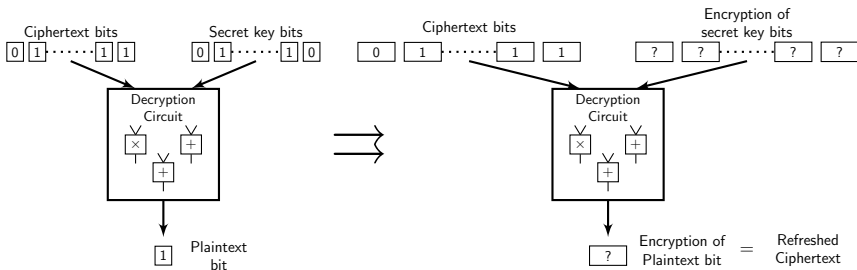 Ciphertext bits
0 1 ........ 1 1
Secret key bits
0 1 ........ 1 0
Decryption
Circuit
× +
+
1
Plaintext
bit
⇒
Ciphertext bits
0 1 ........ 1 1
Encryption of
secret key bits
? ? ........ ? ?
Decryption
Circuit
× +
+
?
Encryption of
Plaintext bit
=
Refreshed
Ciphertext